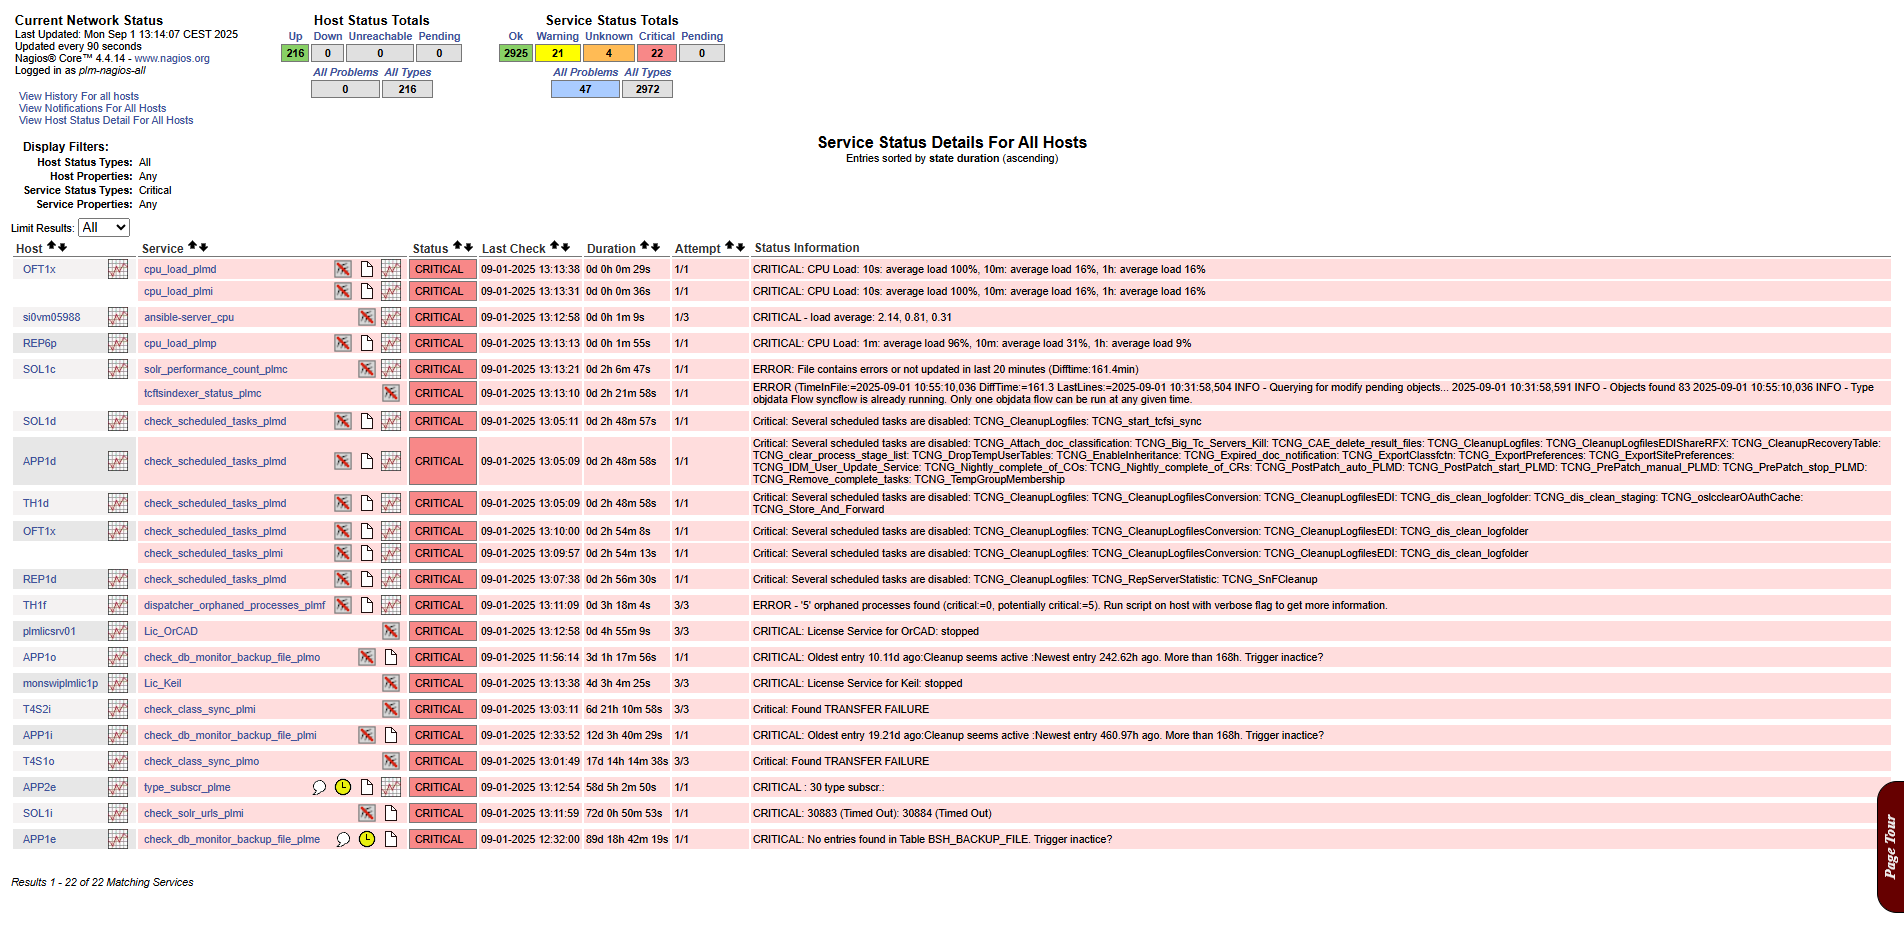 Current Network Status
Last Updated: Mon Sep 1 13:14:07 CEST 2025
Updated every 90 seconds
Nagios® Core™ 4.4.14 - www.nagios.org
Logged in as plm-nagios-all
View History For all hosts
View Notifications For All Hosts
View Host Status Detail For All Hosts
Host Status Totals
Up Down Unreachable Pending
216 0 0 0
All Problems All Types
0 216
Service Status Totals
Ok Warning Unknown Critical Pending
2925 21 4 22 0
All Problems All Types
47 2972
Display Filters:
Host Status Types: All
Host Properties: Any
Service Status Types: Critical
Service Properties: Any
Service Status Details For All Hosts
Entries sorted by state duration (ascending)
Limit Results: All
Host Service Status Last Check Duration Attempt Status Information
OFT1x cpu_load_plmd CRITICAL 09-01-2025 13:13:38 0d 0h 0m 29s 1/1 CRITICAL: CPU Load: 10s: average load 100%, 10m: average load 16%, 1h: average load 16%
cpu_load_plmi CRITICAL 09-01-2025 13:13:31 0d 0h 0m 36s 1/1 CRITICAL: CPU Load: 10s: average load 100%, 10m: average load 16%, 1h: average load 16%
si0vm05988 ansible-server_cpu CRITICAL 09-01-2025 13:12:58 0d 0h 1m 9s 1/3 CRITICAL - load average: 2.14, 0.81, 0.31
REP6p cpu_load_plmp CRITICAL 09-01-2025 13:13:13 0d 0h 1m 55s 1/1 CRITICAL: CPU Load: 1m: average load 96%, 10m: average load 31%, 1h: average load 9%
SOL1c solr_performance_count_plmc CRITICAL 09-01-2025 13:13:21 0d 2h 6m 47s 1/1 ERROR: File contains errors or not updated in last 20 minutes (Difftime:161.4min)
tcftsindexer_status_plmc CRITICAL 09-01-2025 13:13:10 0d 2h 21m 58s 1/1 ERROR (TimeInFile:=2025-09-01 10:55:10,036 DiffTime:=161.3 LastLines:=2025-09-01 10:31:58,504 INFO - Querying for modify pending objects... 2025-09-01 10:31:58,591 INFO - Objects found 83 2025-09-01 10:55:10,036 INFO - Type
objdata Flow syncflow is already running. Only one objdata flow can be run at any given time.
SOL1d check_scheduled_tasks_plmd CRITICAL 09-01-2025 13:05:11 0d 2h 48m 57s 1/1 Critical: Several scheduled tasks are disabled: TCNG_CleanupLogfiles: TCNG_start_tcfsi_sync
APP1d check_scheduled_tasks_plmd CRITICAL 09-01-2025 13:05:09 0d 2h 48m 58s 1/1 Critical: Several scheduled tasks are disabled: TCNG_Attach_doc_classification: TCNG_Big_Tc_Servers_Kill: TCNG_CAE_delete_result_files: TCNG_CleanupLogfiles: TCNG_CleanupLogfilesEDIShareRFX: TCNG_CleanupRecoveryTable:
TCNG_clear_process_stage_list: TCNG_DropTempUserTables: TCNG_EnableInheritance: TCNG_Expired_doc_notification: TCNG_ExportClassfctn: TCNG_ExportPreferences: TCNG_ExportSitePreferences:
TCNG_IDM_User_Update_Service: TCNG_Nightly_complete_of_COs: TCNG_Nightly_complete_of_CRs: TCNG_PostPatch_auto_PLMD: TCNG_PostPatch_start_PLMD: TCNG_PrePatch_manual_PLMD: TCNG_PrePatch_stop_PLMD:
TCNG_Remove_complete_tasks: TCNG_TempGroupMembership
TH1d check_scheduled_tasks_plmd CRITICAL 09-01-2025 13:05:09 0d 2h 48m 58s 1/1 Critical: Several scheduled tasks are disabled: TCNG_CleanupLogfiles: TCNG_CleanupLogfilesConversion: TCNG_CleanupLogfilesEDI: TCNG_dis_clean_logfolder: TCNG_dis_clean_staging: TCNG_oslcclearOAuthCache:
TCNG_Store_And_Forward
OFT1x check_scheduled_tasks_plmd CRITICAL 09-01-2025 13:10:00 0d 2h 54m 8s 1/1 Critical: Several scheduled tasks are disabled: TCNG_CleanupLogfiles: TCNG_CleanupLogfilesConversion: TCNG_CleanupLogfilesEDI: TCNG_dis_clean_logfolder
check_scheduled_tasks_plmi CRITICAL 09-01-2025 13:09:57 0d 2h 54m 13s 1/1 Critical: Several scheduled tasks are disabled: TCNG_CleanupLogfiles: TCNG_CleanupLogfilesConversion: TCNG_CleanupLogfilesEDI: TCNG_dis_clean_logfolder
REP1d check_scheduled_tasks_plmd CRITICAL 09-01-2025 13:07:38 0d 2h 56m 30s 1/1 Critical: Several scheduled tasks are disabled: TCNG_CleanupLogfiles: TCNG_RepServerStatistic: TCNG_SnFCleanup
TH1f dispatcher_orphaned_processes_plmf CRITICAL 09-01-2025 13:11:09 0d 3h 18m 4s 3/3 ERROR - '5' orphaned processes found (critical:=0, potentially critical:=5). Run script on host with verbose flag to get more information.
plmlicsrv01 Lic_OrCAD CRITICAL 09-01-2025 13:12:58 0d 4h 55m 9s 3/3 CRITICAL: License Service for OrCAD: stopped
APP1o check_db_monitor_backup_file_plmo CRITICAL 09-01-2025 11:56:14 3d 1h 17m 56s 1/1 CRITICAL: Oldest entry 10.11d ago:Cleanup seems active :Newest entry 242.62h ago. More than 168h. Trigger inactice?
monswiplmlic1p Lic_Keil CRITICAL 09-01-2025 13:13:38 4d 3h 4m 25s 3/3 CRITICAL: License Service for Keil: stopped
T4S2i check_class_sync_plmi CRITICAL 09-01-2025 13:03:11 6d 21h 10m 58s 3/3 Critical: Found TRANSFER FAILURE
APP1i check_db_monitor_backup_file_plmi CRITICAL 09-01-2025 12:33:52 12d 3h 40m 29s 1/1 CRITICAL: Oldest entry 19.21d ago:Cleanup seems active :Newest entry 460.97h ago. More than 168h. Trigger inactice?
T4S1o check_class_sync_plmo CRITICAL 09-01-2025 13:01:49 17d 14h 14m 38s 3/3 Critical: Found TRANSFER FAILURE
APP2e type_subscr_plme CRITICAL 09-01-2025 13:12:54 58d 5h 2m 50s 1/1 CRITICAL : 30 type subscr.:
SOL1i check_solr_urls_plmi CRITICAL 09-01-2025 13:11:59 72d 0h 50m 53s 1/1 CRITICAL: 30883 (Timed Out): 30884 (Timed Out)
APP1e check_db_monitor_backup_file_plme CRITICAL 09-01-2025 12:32:00 89d 18h 42m 19s 1/1 CRITICAL: No entries found in Table BSH_BACKUP_FILE. Trigger inactice?
Results 1 - 22 of 22 Matching Services
Page Tour